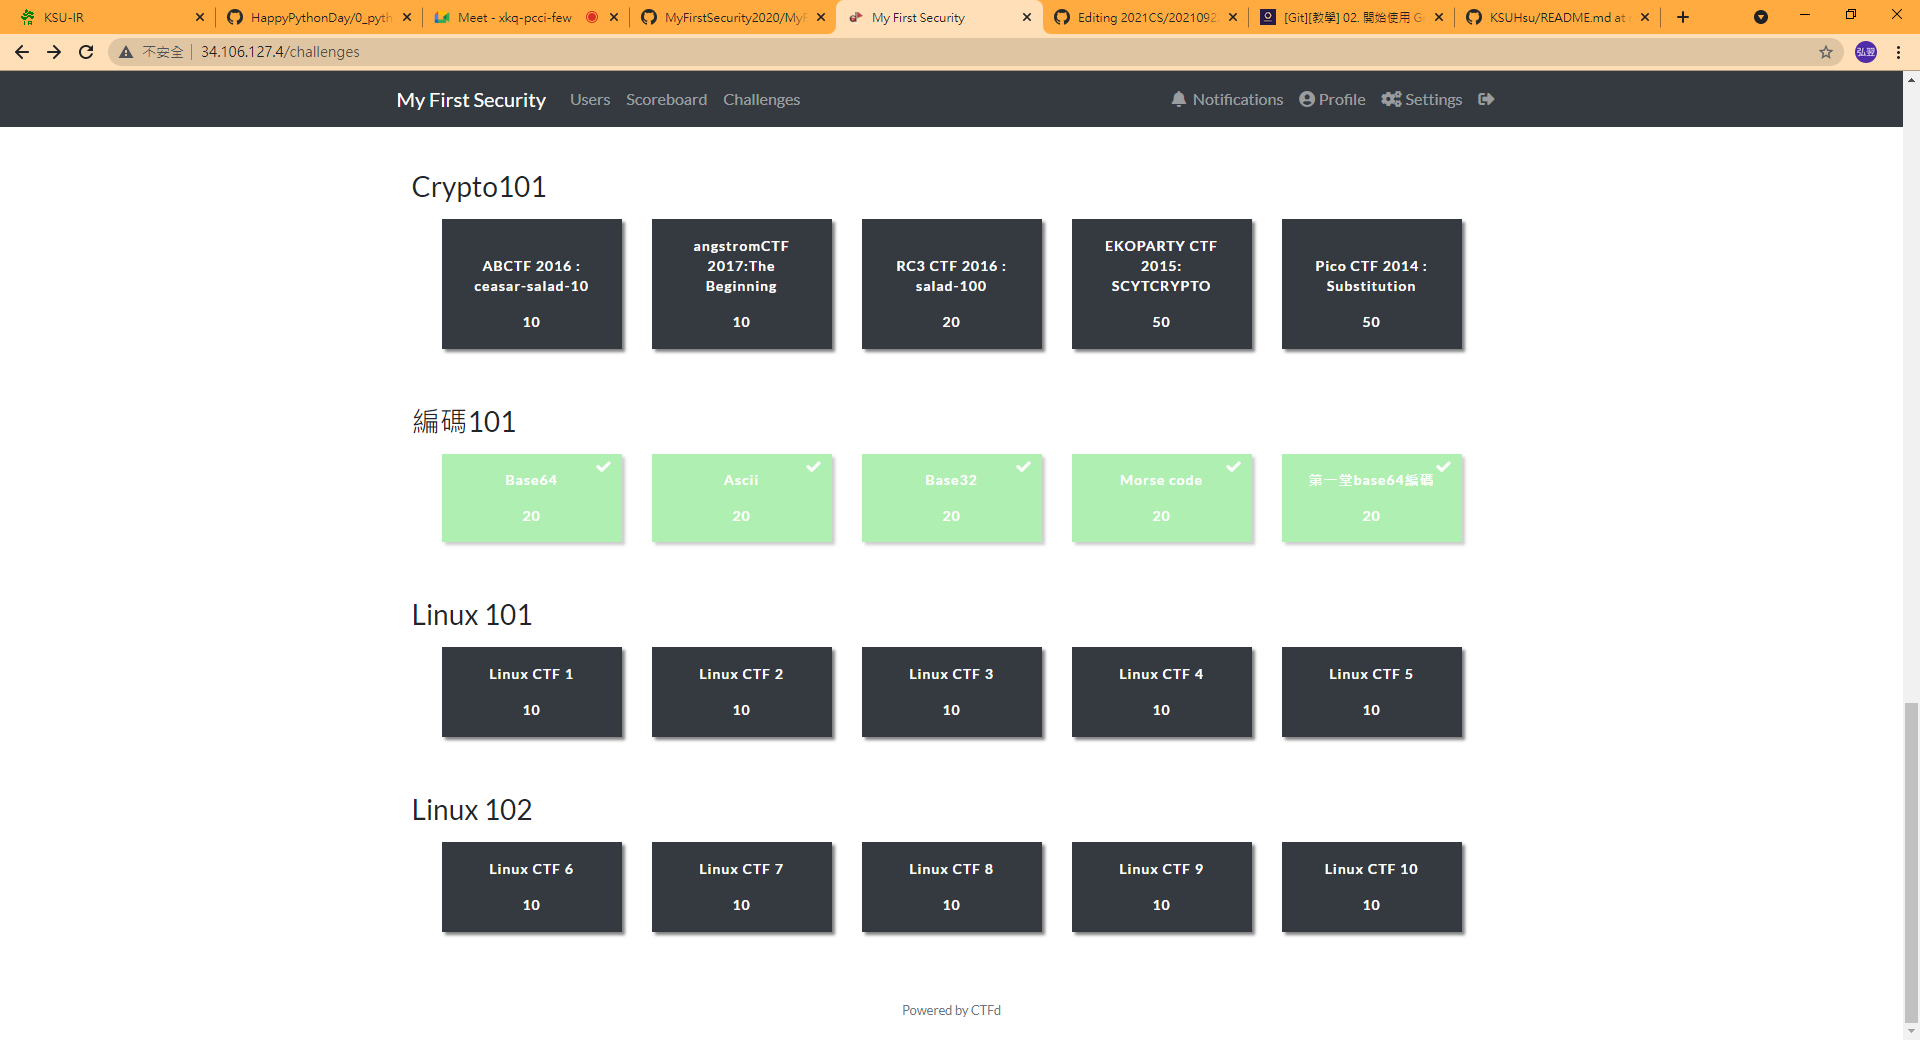 KSU-IR
HappyPythonDay/0_pyth
Meet - xkq-pcci-few
MyFirstSecurity2020/MyF
My First Security
Editing 2021CS/2021092
[Git][教學] 02. 開始使用 G
KSUHsu/README.md at
不安全
34.106.127.4/challenges
弘翌
My First Security
Users
Scoreboard
Challenges
Notifications
Profile
Settings
Crypto101
ABCTF 2016 :
ceasar-salad-10
10
angstromCTF
2017:The
Beginning
10
RC3 CTF 2016 :
salad-100
20
EKOPARTY CTF
2015:
SCYTCRYPTO
50
Pico CTF 2014 :
Substitution
50
編碼101
Base64
20
Ascii
20
Base32
20
Morse code
20
第一堂base64編碼
20
Linux 101
Linux CTF 1
10
Linux CTF 2
10
Linux CTF 3
10
Linux CTF 4
10
Linux CTF 5
10
Linux 102
Linux CTF 6
10
Linux CTF 7
10
Linux CTF 8
10
Linux CTF 9
10
Linux CTF 10
10
Powered by CTFd